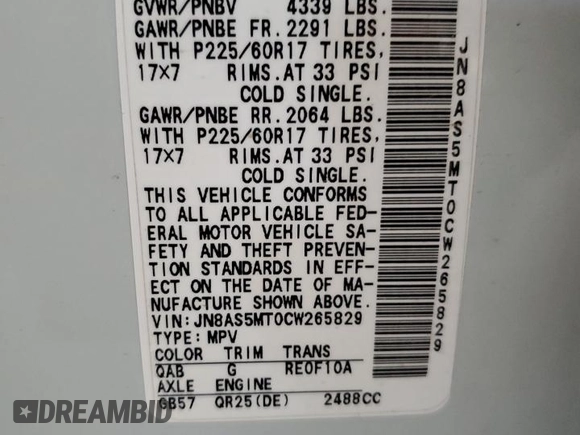 GVWR/PNBV 4339 LBS.
GAWR/PNBE FR. 2291 LBS.
WITH P225/60R17 TIRES,
17×7 RIMS. AT 33 PSI
COLD SINGLE.
GAWR/PNBE RR. 2064 LBS.
WITH P225/60R17 TIRES,
17×7 RIMS. AT 33 PSI
COLD SINGLE.
THIS VEHICLE CONFORMS
TO ALL APPLICABLE FED-
ERAL MOTOR VEHICLE SA-
FETY AND THEFT PREVEN-
TION STANDARDS IN EFF-
ECT ON THE DATE OF MA-
NUFACTURE SHOWN ABOVE.
VIN: JN8AS5MT0CW265829
TYPE: MPV
COLOR TRIM TRANS
QAB G RE0F10A
AXLE ENGINE
GB57 QR25(DE) 2488CC
JN8AS5MT0CW265829
DREAMBID